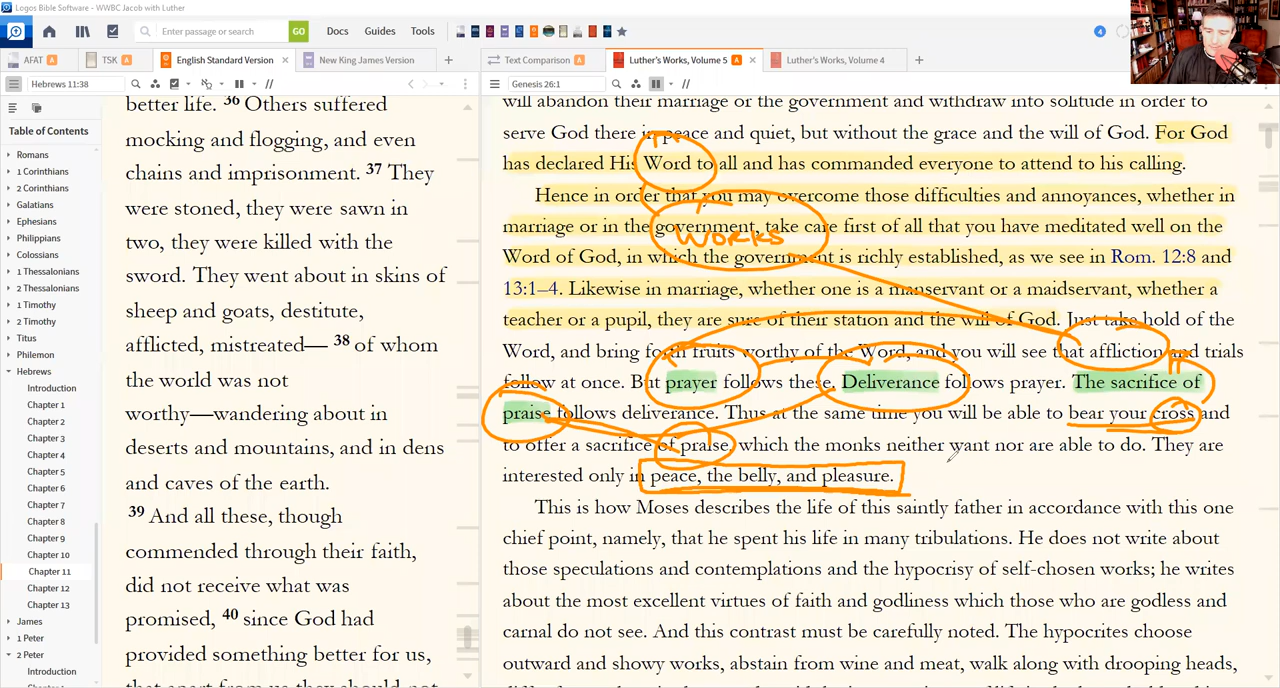 Logos Bible Software - WWBC Jacob with Luther
Enter passage or search
GO
Docs
Guides
Tools
4
AFAT A
TSK A
English Standard Version
New King James Version
Text Comparison A
Luther's Works, Volume 5 A
Luther's Works, Volume 4
Hebrews 11:38
Genesis 26:1
Table of Contents
Romans
1 Corinthians
2 Corinthians
Galatians
Ephesians
Philippians
Colossians
1 Thessalonians
2 Thessalonians
1 Timothy
2 Timothy
Titus
Philemon
Hebrews
Introduction
Chapter 1
Chapter 2
Chapter 3
Chapter 4
Chapter 5
Chapter 6
Chapter 7
Chapter 8
Chapter 9
Chapter 10
Chapter 11
Chapter 12
Chapter 13
James
1 Peter
2 Peter
Introduction
better life. 36 Others suffered
mocking and flogging, and even
chains and imprisonment. 37 They
were stoned, they were sawn in
two, they were killed with the
sword. They went about in skins of
sheep and goats, destitute,
afflicted, mistreated— 38 of whom
the world was not
worthy—wandering about in
deserts and mountains, and in dens
and caves of the earth.
39 And all these, though
commended through their faith,
did not receive what was
promised, 40 since God had
provided something better for us,
that apart from us they should not
will abandon their marriage or the government and withdraw into solitude in order to
serve God there in peace and quiet, but without the grace and the will of God. For God
has declared His Word to all and has commanded everyone to attend to his calling.
Hence in order that you may overcome those difficulties and annoyances, whether in
marriage or in the government, take care first of all that you have meditated well on the
WORKS
Word of God, in which the government is richly established, as we see in Rom. 12:8 and
13:1–4. Likewise in marriage, whether one is a manservant or a maidservant, whether a
teacher or a pupil, they are sure of their station and the will of God. Just take hold of the
Word, and bring forth fruits worthy of the Word, and you will see that affliction and trials
follow at once. But prayer follows these. Deliverance follows prayer. The sacrifice of
praise follows deliverance. Thus at the same time you will be able to bear your cross and
to offer a sacrifice of praise, which the monks neither want nor are able to do. They are
interested only in peace, the belly, and pleasure.
This is how Moses describes the life of this saintly father in accordance with this one
chief point, namely, that he spent his life in many tribulations. He does not write about
those speculations and contemplations and the hypocrisy of self-chosen works; he writes
about the most excellent virtues of faith and godliness which those who are godless and
carnal do not see. And this contrast must be carefully noted. The hypocrites choose
outward and showy works, abstain from wine and meat, walk along with drooping heads,